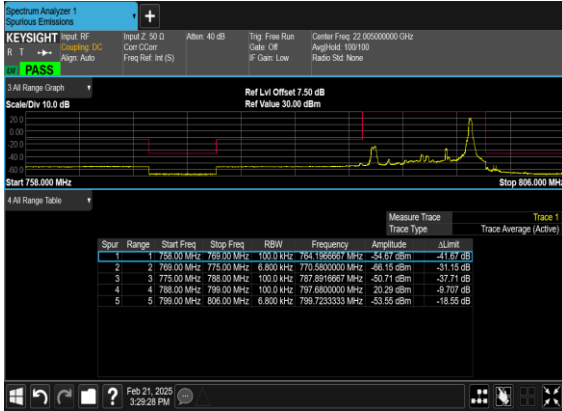 Spectrum Analyzer 1
Spurious Emissions
+
KEYSIGHT Input: RF Input Z: 50 Ω Atten: 40 dB Trig: Free Run Center Freq: 22.005000000 GHz
R T Coupling: DC Corr CCorr Gate: Off Avg|Hold: 100/100
Align: Auto Freq Ref: Int (S) IF Gain: Low Radio Std: None
PASS
3 All Range Graph Ref Lvl Offset 7.50 dB
Scale/Div 10.0 dB Ref Value 30.00 dBm
20.0
0.00
-20.0
-40.0
-60.0
Start 758.000 MHz Stop 806.000 MHz
4 All Range Table
Measure Trace Trace 1
Trace Type Trace Average (Active)
Spur Range Start Freq Stop Freq RBW Frequency Amplitude ΔLimit
1 1 758.00 MHz 769.00 MHz 100.0 kHz 764.1966667 MHz -54.67 dBm -41.67 dB
2 2 769.00 MHz 775.00 MHz 6.800 kHz 770.5800000 MHz -66.15 dBm -31.15 dB
3 3 775.00 MHz 788.00 MHz 100.0 kHz 787.8916667 MHz -50.71 dBm -37.71 dB
4 4 788.00 MHz 799.00 MHz 100.0 kHz 797.6800000 MHz 20.29 dBm -9.707 dB
5 5 799.00 MHz 806.00 MHz 6.800 kHz 799.7233333 MHz -53.55 dBm -18.55 dB
? Feb 21, 2025
3:29:28 PM